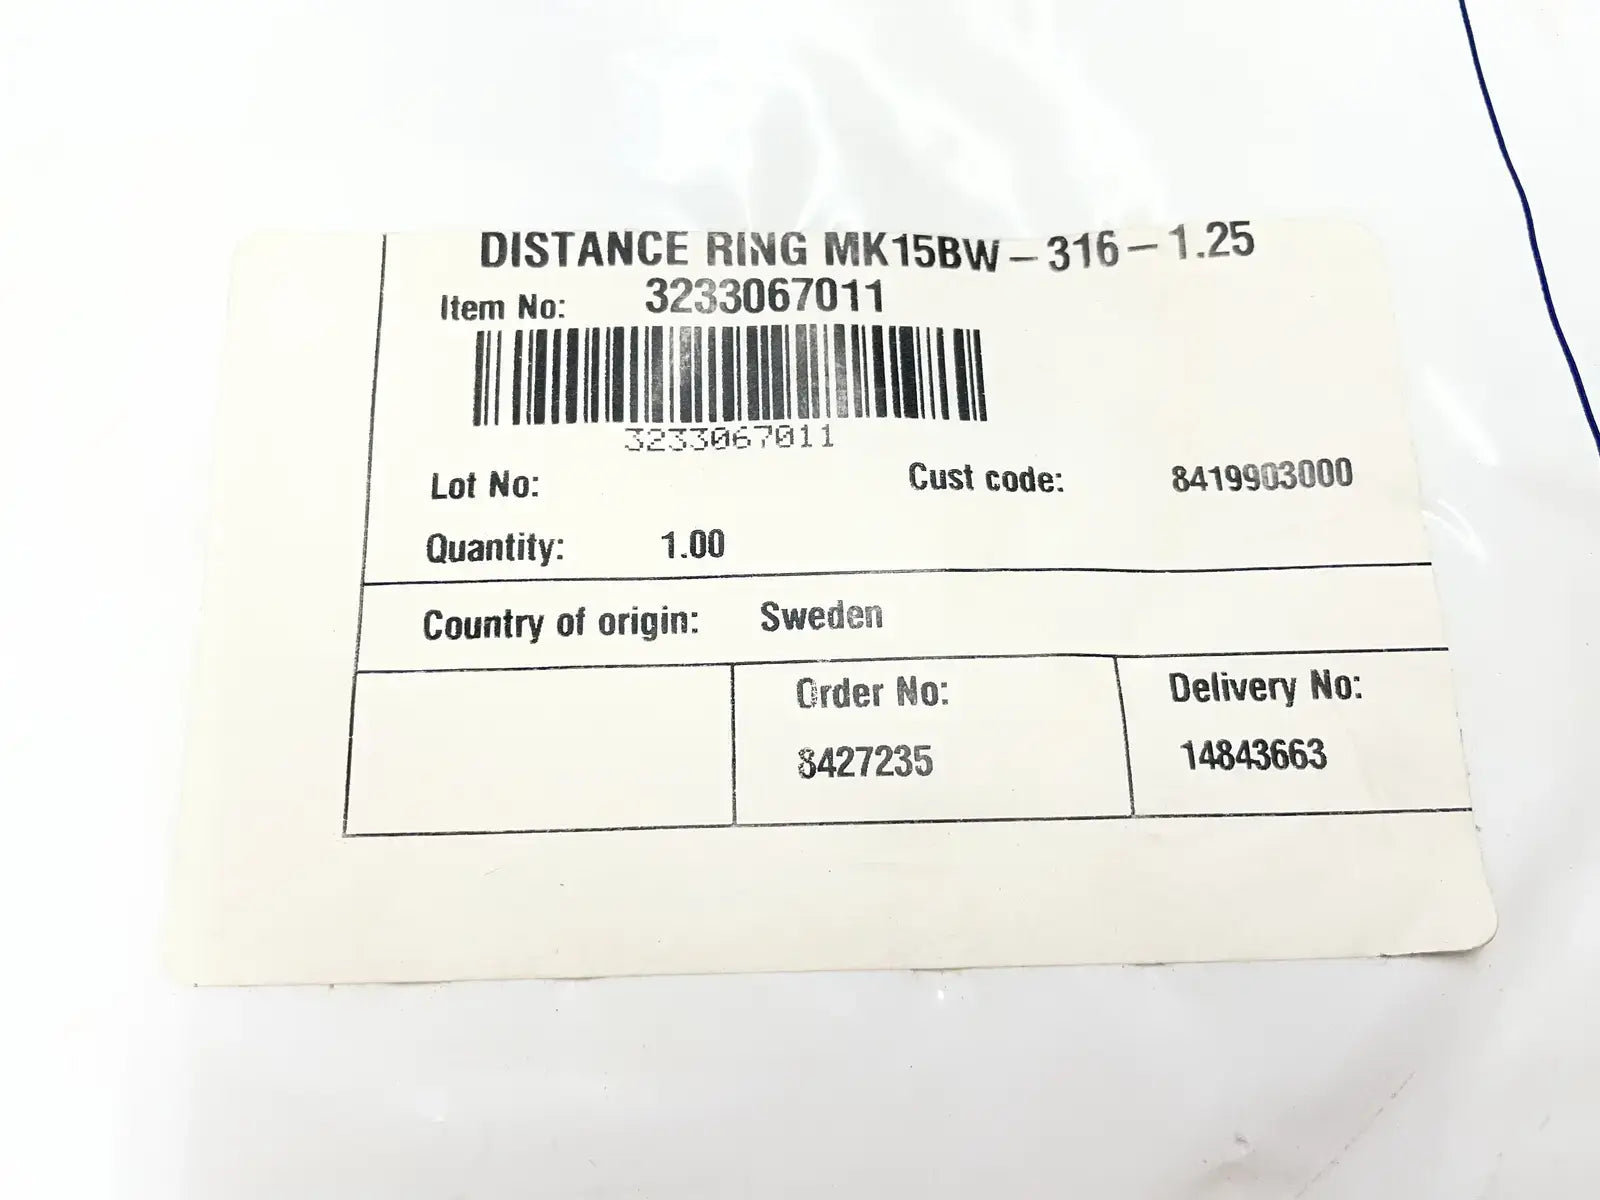 DISTANCE RING MK15BW-316-1.25
Item No: 3233067011
3233067011
Lot No: Cust code: 8419903000
Quantity: 1.00
Country of origin: Sweden
Order No: Delivery No:
8427235 14843663